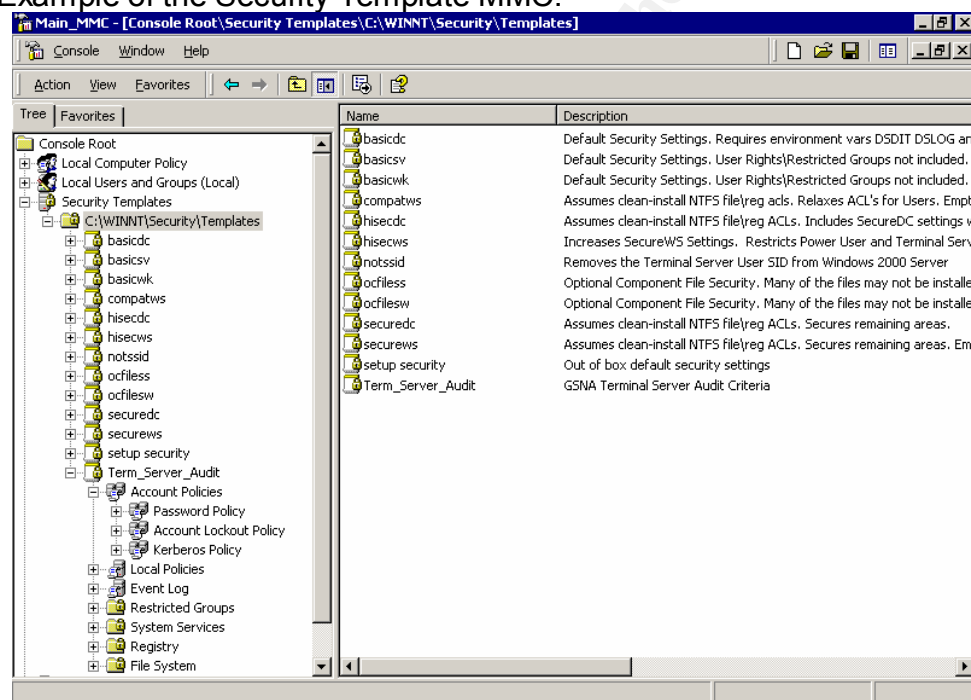 Example of the Security Template MMC.
Main_MMC - [Console Root\Security Templates\C:\WINNT\Security\Templates]
Console Window Help
Action View Favorites
Tree Favorites
Console Root
Local Computer Policy
Local Users and Groups (Local)
Security Templates
C:\WINNT\Security\Templates
basicdc
basicsv
basicwk
compatws
hisecdc
hisecws
notssid
ocfiless
ocfilesw
securedc
securews
setup security
Term_Server_Audit
Account Policies
Password Policy
Account Lockout Policy
Kerberos Policy
Local Policies
Event Log
Restricted Groups
System Services
Registry
File System
Name Description
basicdc Default Security Settings. Requires environment vars DSDIT DSLOG an
basicsv Default Security Settings. User Rights\Restricted Groups not included.
basicwk Default Security Settings. User Rights\Restricted Groups not included.
compatws Assumes clean-install NTFS file\reg acls. Relaxes ACL's for Users. Empt
hisecdc Assumes clean-install NTFS file\reg ACLs. Includes SecureDC settings w
hisecws Increases SecureWS Settings. Restricts Power User and Terminal Serv
notssid Removes the Terminal Server User SID from Windows 2000 Server
ocfiless Optional Component File Security. Many of the files may not be installe
ocfilesw Optional Component File Security. Many of the files may not be installe
securedc Assumes clean-install NTFS file\reg ACLs. Secures remaining areas.
securews Assumes clean-install NTFS file\reg ACLs. Secures remaining areas. Em
setup security Out of box default security settings
Term_Server_Audit GSNA Terminal Server Audit Criteria